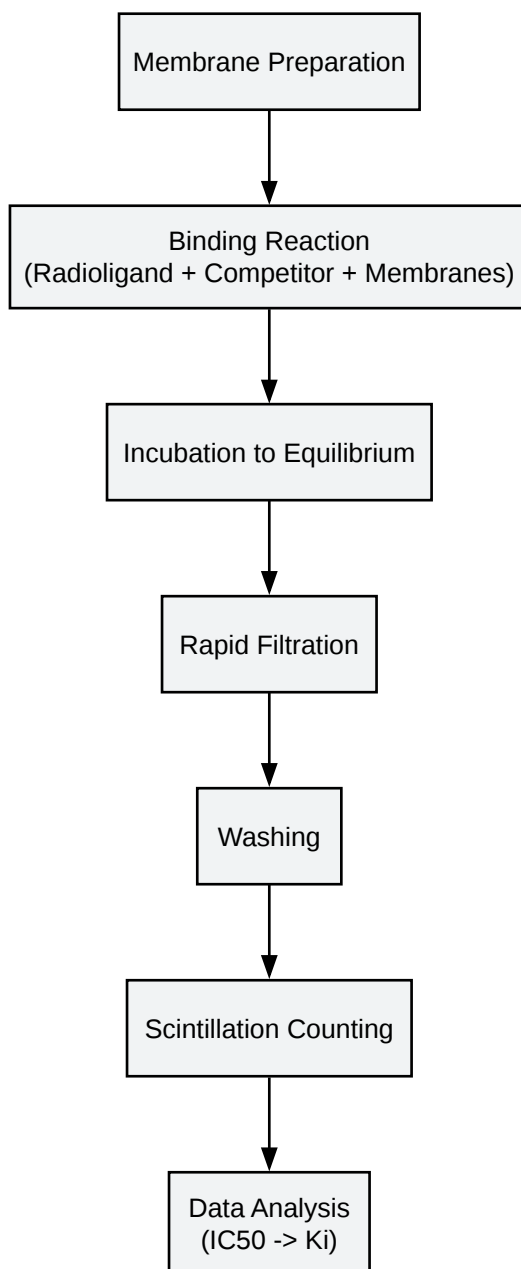 Membrane Preparation
Binding Reaction
(Radioligand + Competitor + Membranes)
Incubation to Equilibrium
Rapid Filtration
Washing
Scintillation Counting
Data Analysis
(IC50 -> Ki)